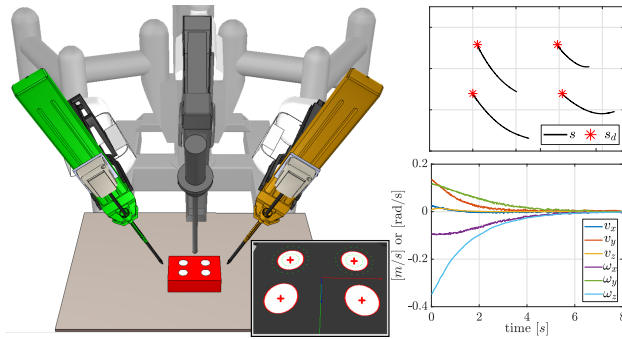 s s_d
0.2
0
-0.2
-0.4
[m/s] or [rad/s]
v_x
v_y
v_z
ω_x
ω_y
ω_z
0 2 4 6 8
time [s]